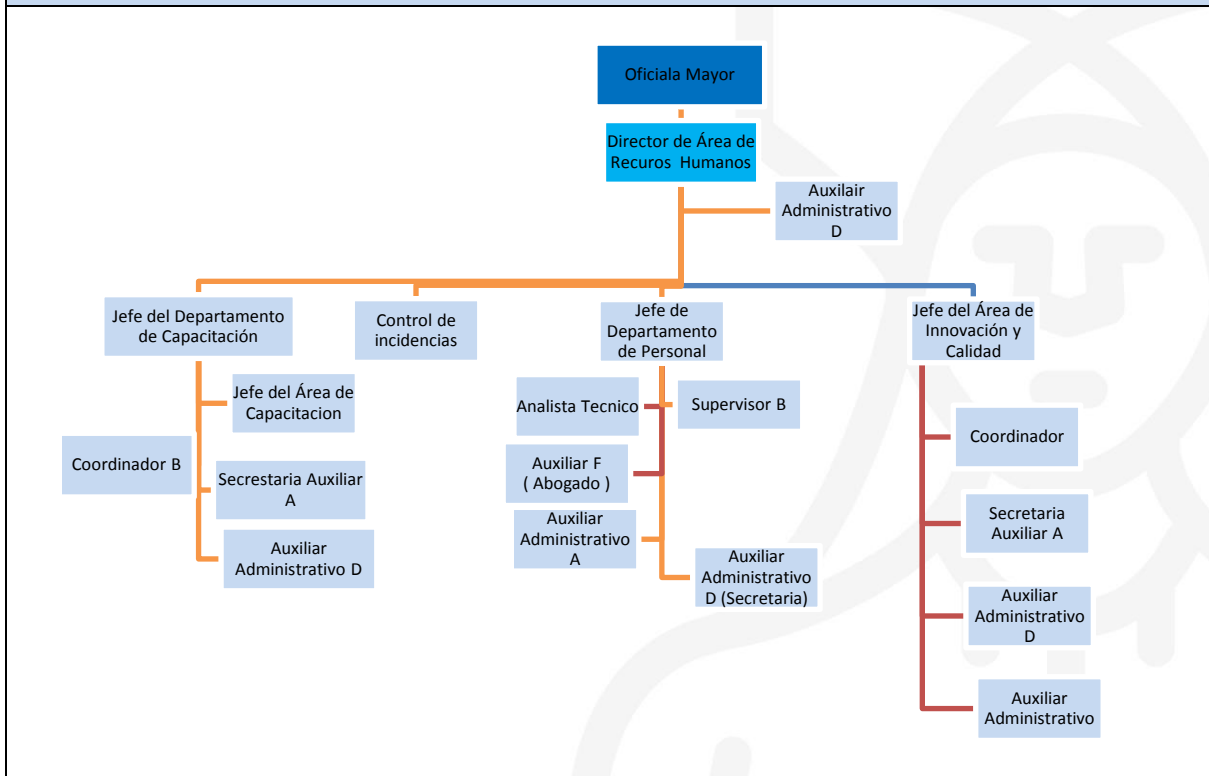 Oficiala Mayor
Director de Área de
Recuros Humanos
Auxilair
Administrativo
D
Jefe del Departamento
de Capacitación
Control de
incidencias
Jefe de
Departamento
de Personal
Jefe del Área de
Innovación y
Calidad
Jefe del Área de
Capacitacion
Coordinador B
Secrestaria Auxiliar
A
Auxiliar
Administrativo D
Analista Tecnico
Supervisor B
Auxiliar F
( Abogado )
Auxiliar
Administrativo
A
Auxiliar
Administrativo
D (Secretaria)
Coordinador
Secretaria
Auxiliar A
Auxiliar
Administrativo
D
Auxiliar
Administrativo